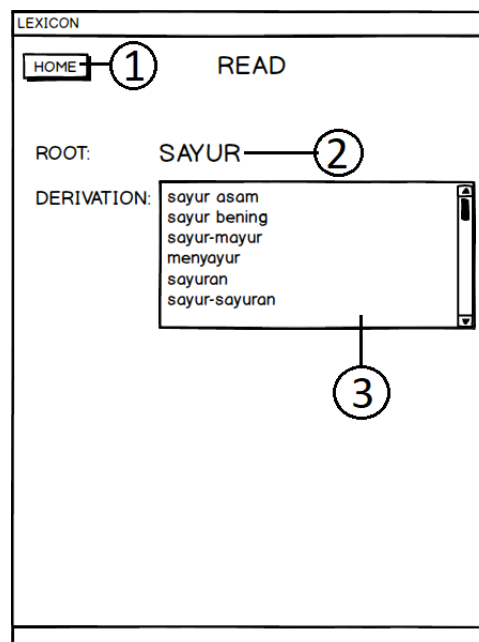 LEXICON
HOME 1 READ
ROOT: SAYUR 2
DERIVATION: sayur asam
sayur bening
sayur-mayur
menyayur
sayuran
sayur-sayuran
3